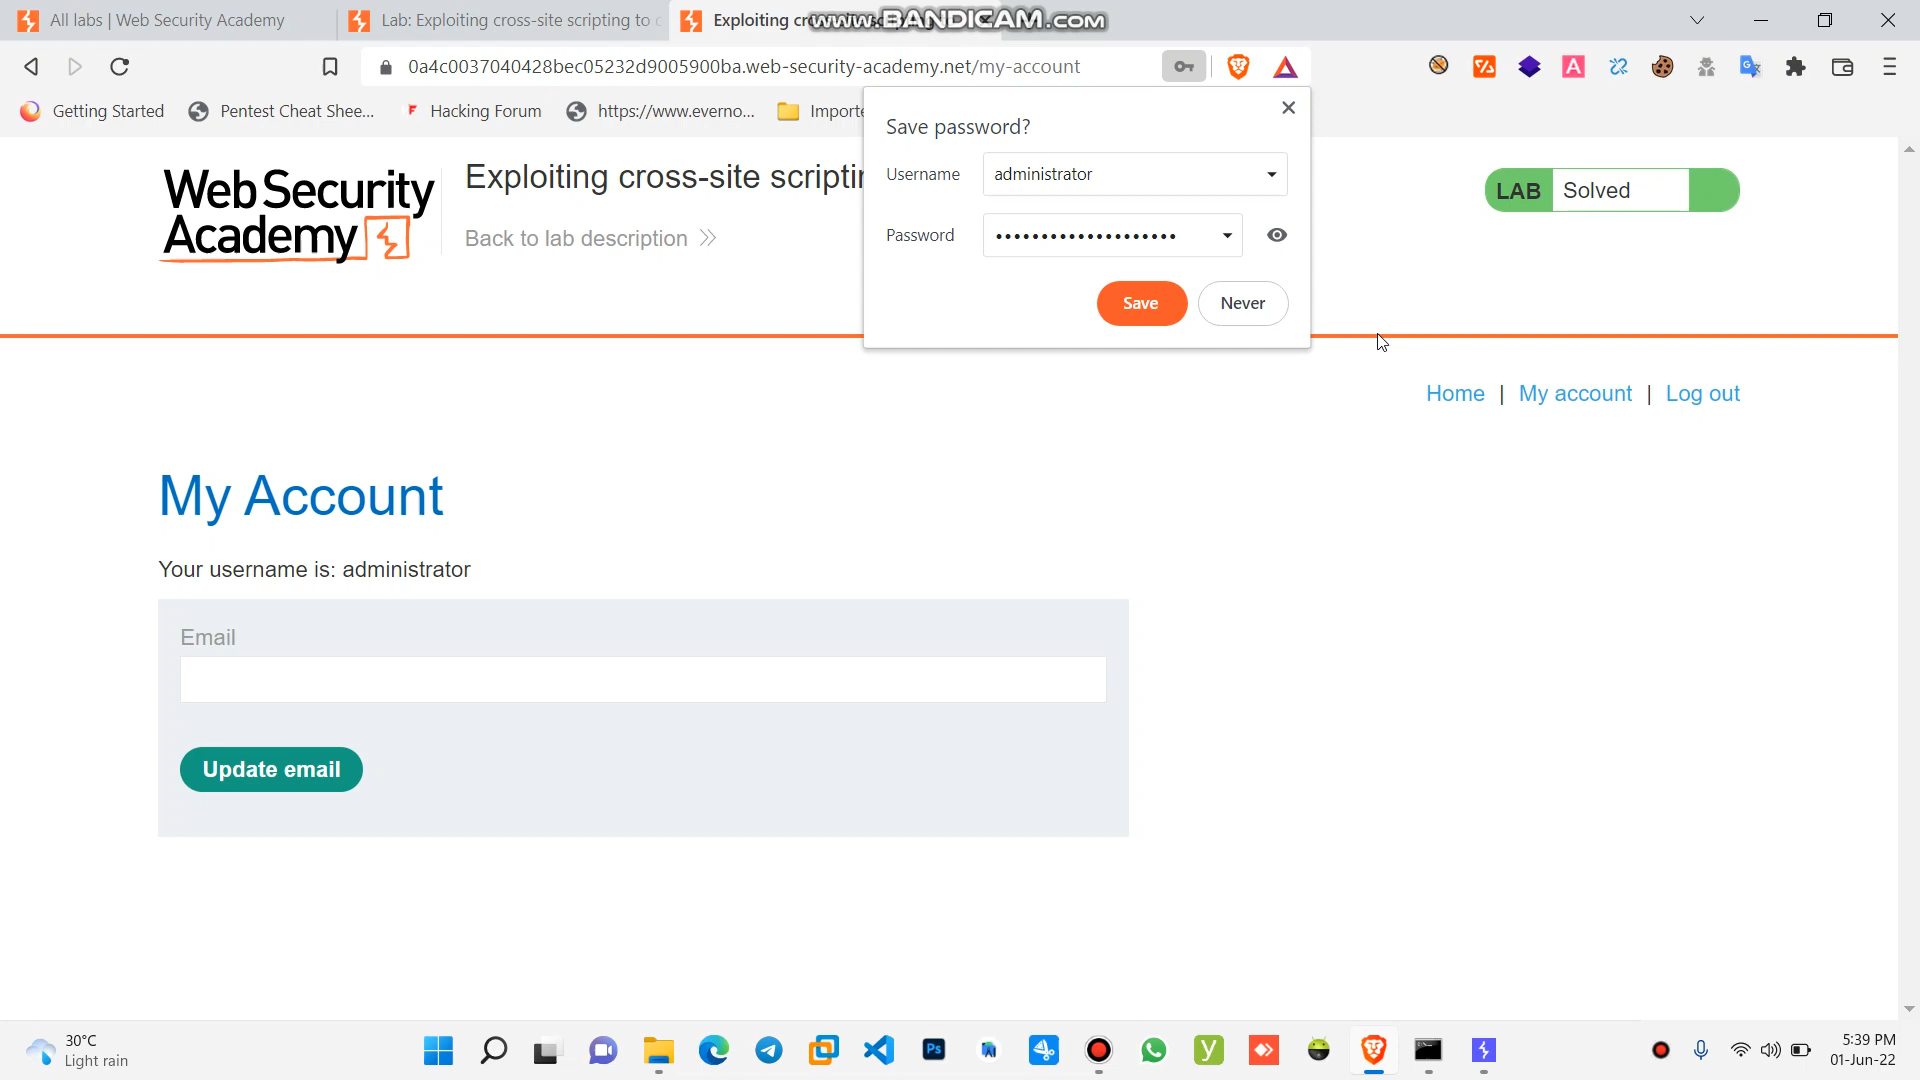 All labs | Web Security Academy
Lab: Exploiting cross-site scripting to
Exploiting
www.BANDICAM.com
0a4c0037040428bec05232d9005900ba.web-security-academy.net/my-account
Getting Started
Pentest Cheat Shee...
Hacking Forum
https://www.everno...
Save password?
Username
administrator
Password
••••••••••••••••••••
Save
Never
Web Security
Academy
Exploiting cross-site
Back to lab description
LAB
Solved
Home | My account | Log out
My Account
Your username is: administrator
Email
Update email
30°C
Light rain
5:39 PM
01-Jun-22